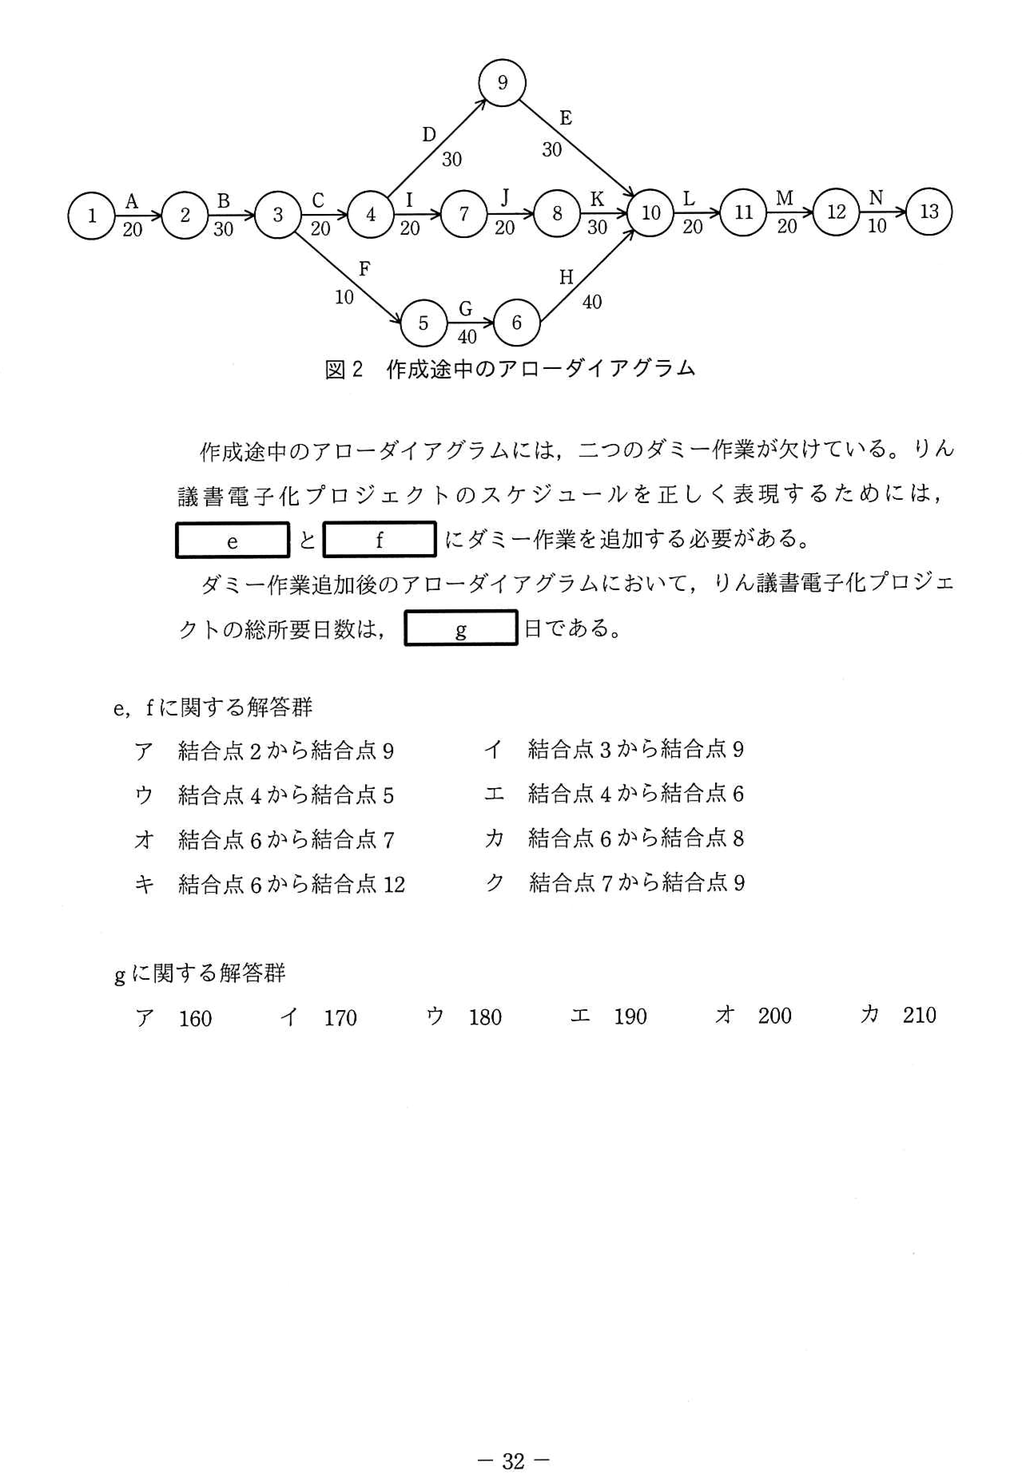 9
D
30
E
30
1
A
20
2
B
30
3
C
20
4
I
20
7
J
20
8
K
30
10
L
20
11
M
20
12
N
10
13
F
10
5
G
40
6
H
40
図2 作成途中のアローダイアグラム
作成途中のアローダイアグラムには，二つのダミー作業が欠けている。りん
議書電子化プロジェクトのスケジュールを正しく表現するためには，
e と f にダミー作業を追加する必要がある。
ダミー作業追加後のアローダイアグラムにおいて，りん議書電子化プロジェ
クトの総所要日数は， g 日である。
e，fに関する解答群
ア 結合点2から結合点9 イ 結合点3から結合点9
ウ 結合点4から結合点5 エ 結合点4から結合点6
オ 結合点6から結合点7 カ 結合点6から結合点8
キ 結合点6から結合点12 ク 結合点7から結合点9
gに関する解答群
ア 160 イ 170 ウ 180 エ 190 オ 200 カ 210
－ 32 －